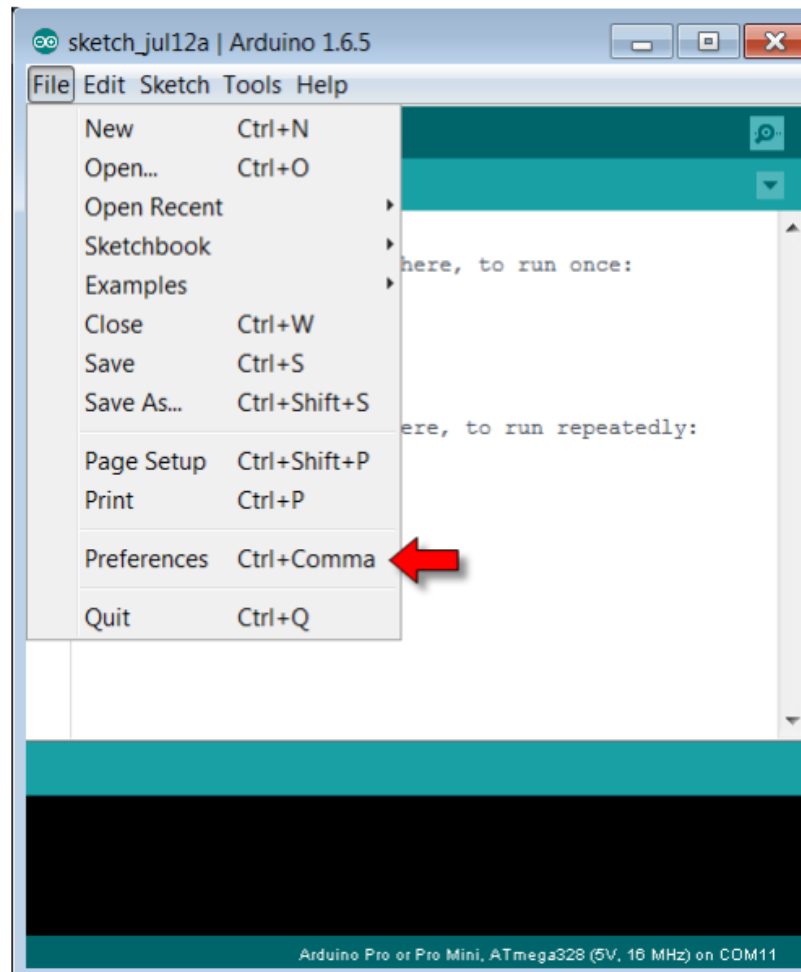 sketch_jul12a | Arduino 1.6.5
File Edit Sketch Tools Help
New Ctrl+N
Open... Ctrl+O
Open Recent
Sketchbook
here, to run once:
Examples
Close Ctrl+W
Save Ctrl+S
Save As... Ctrl+Shift+S
ere, to run repeatedly:
Page Setup Ctrl+Shift+P
Print Ctrl+P
Preferences Ctrl+Comma
Quit Ctrl+Q
Arduino Pro or Pro Mini, ATmega328 (5V, 16 MHz) on COM11